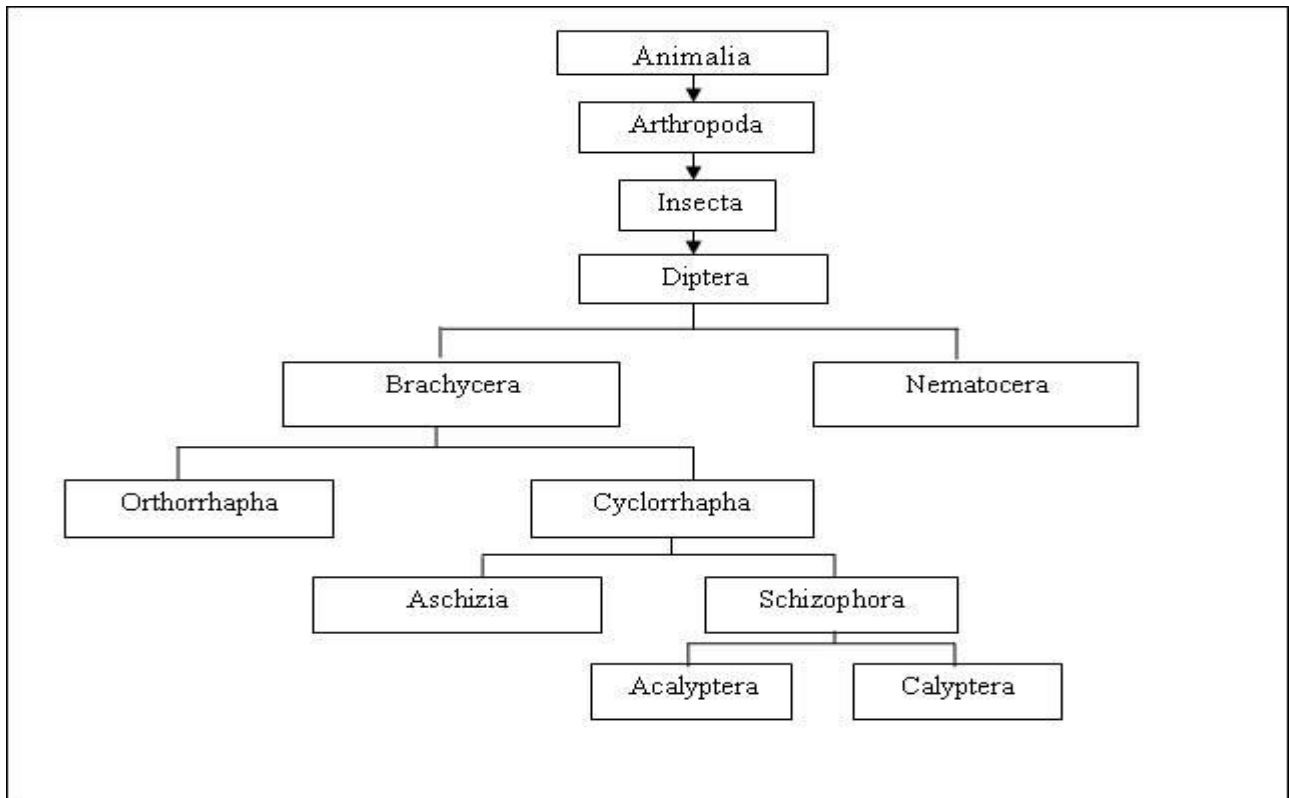 Animalia
Arthropoda
Insecta
Diptera
Brachycera
Nematocera
Orthorrhapha
Cyclorrhapha
Aschizia
Schizophora
Acalyptera
Calyptera